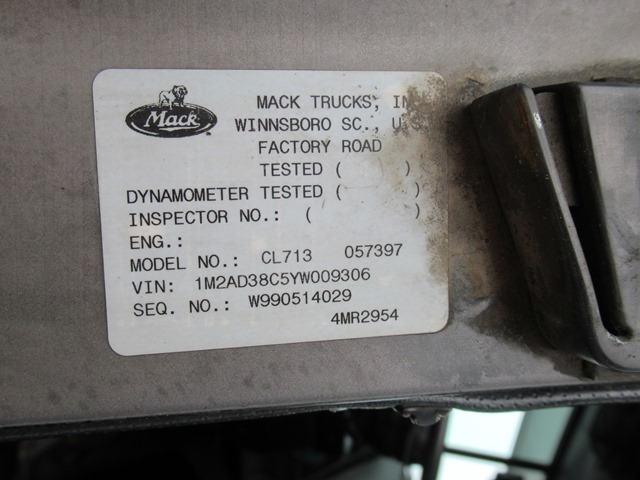 Mack
MACK TRUCKS, IN
WINNSBORO SC., U.S.
FACTORY ROAD
TESTED ( )
DYNAMOMETER TESTED ( )
INSPECTOR NO.: ( )
ENG.:
MODEL NO.: CL713 057397
VIN: 1M2AD38C5YW009306
SEQ. NO.: W990514029
4MR2954